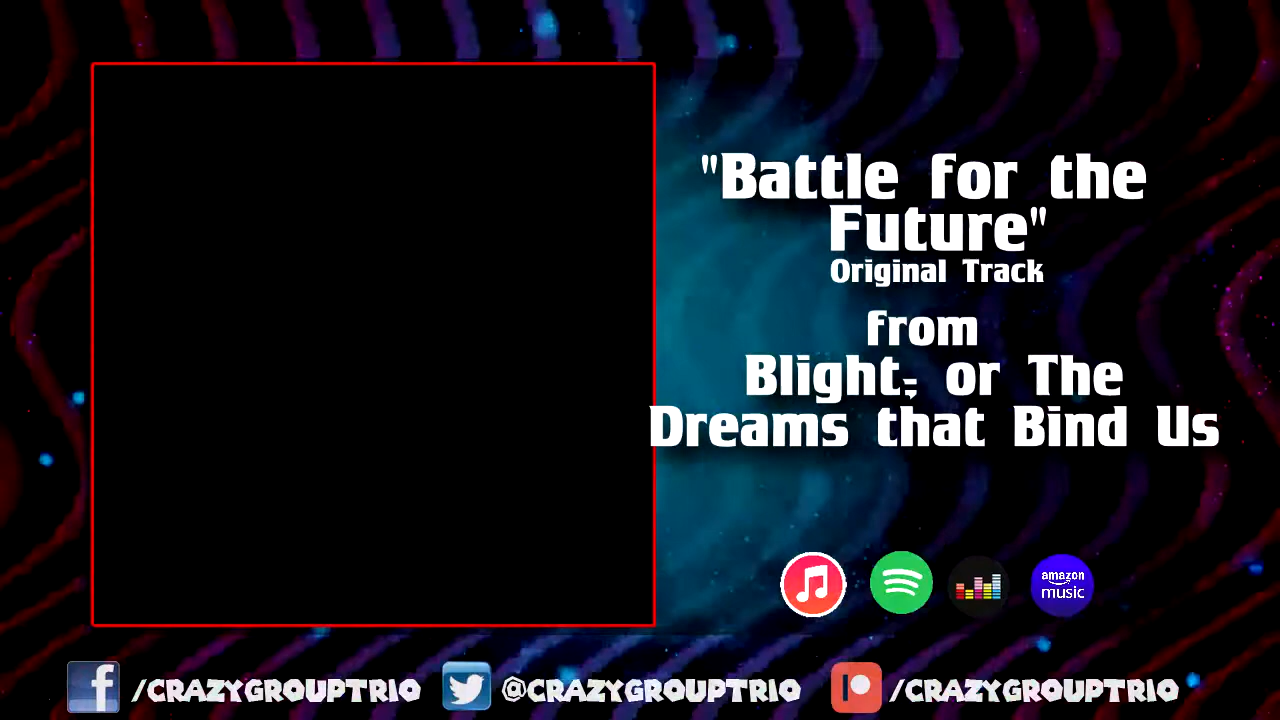 "Battle for the
Future"
Original Track
from
Blight; or The
Dreams that Bind Us
amazon
music
f /CRAZYGROUPTRIO @CRAZYGROUPTRIO /CRAZYGROUPTRIO